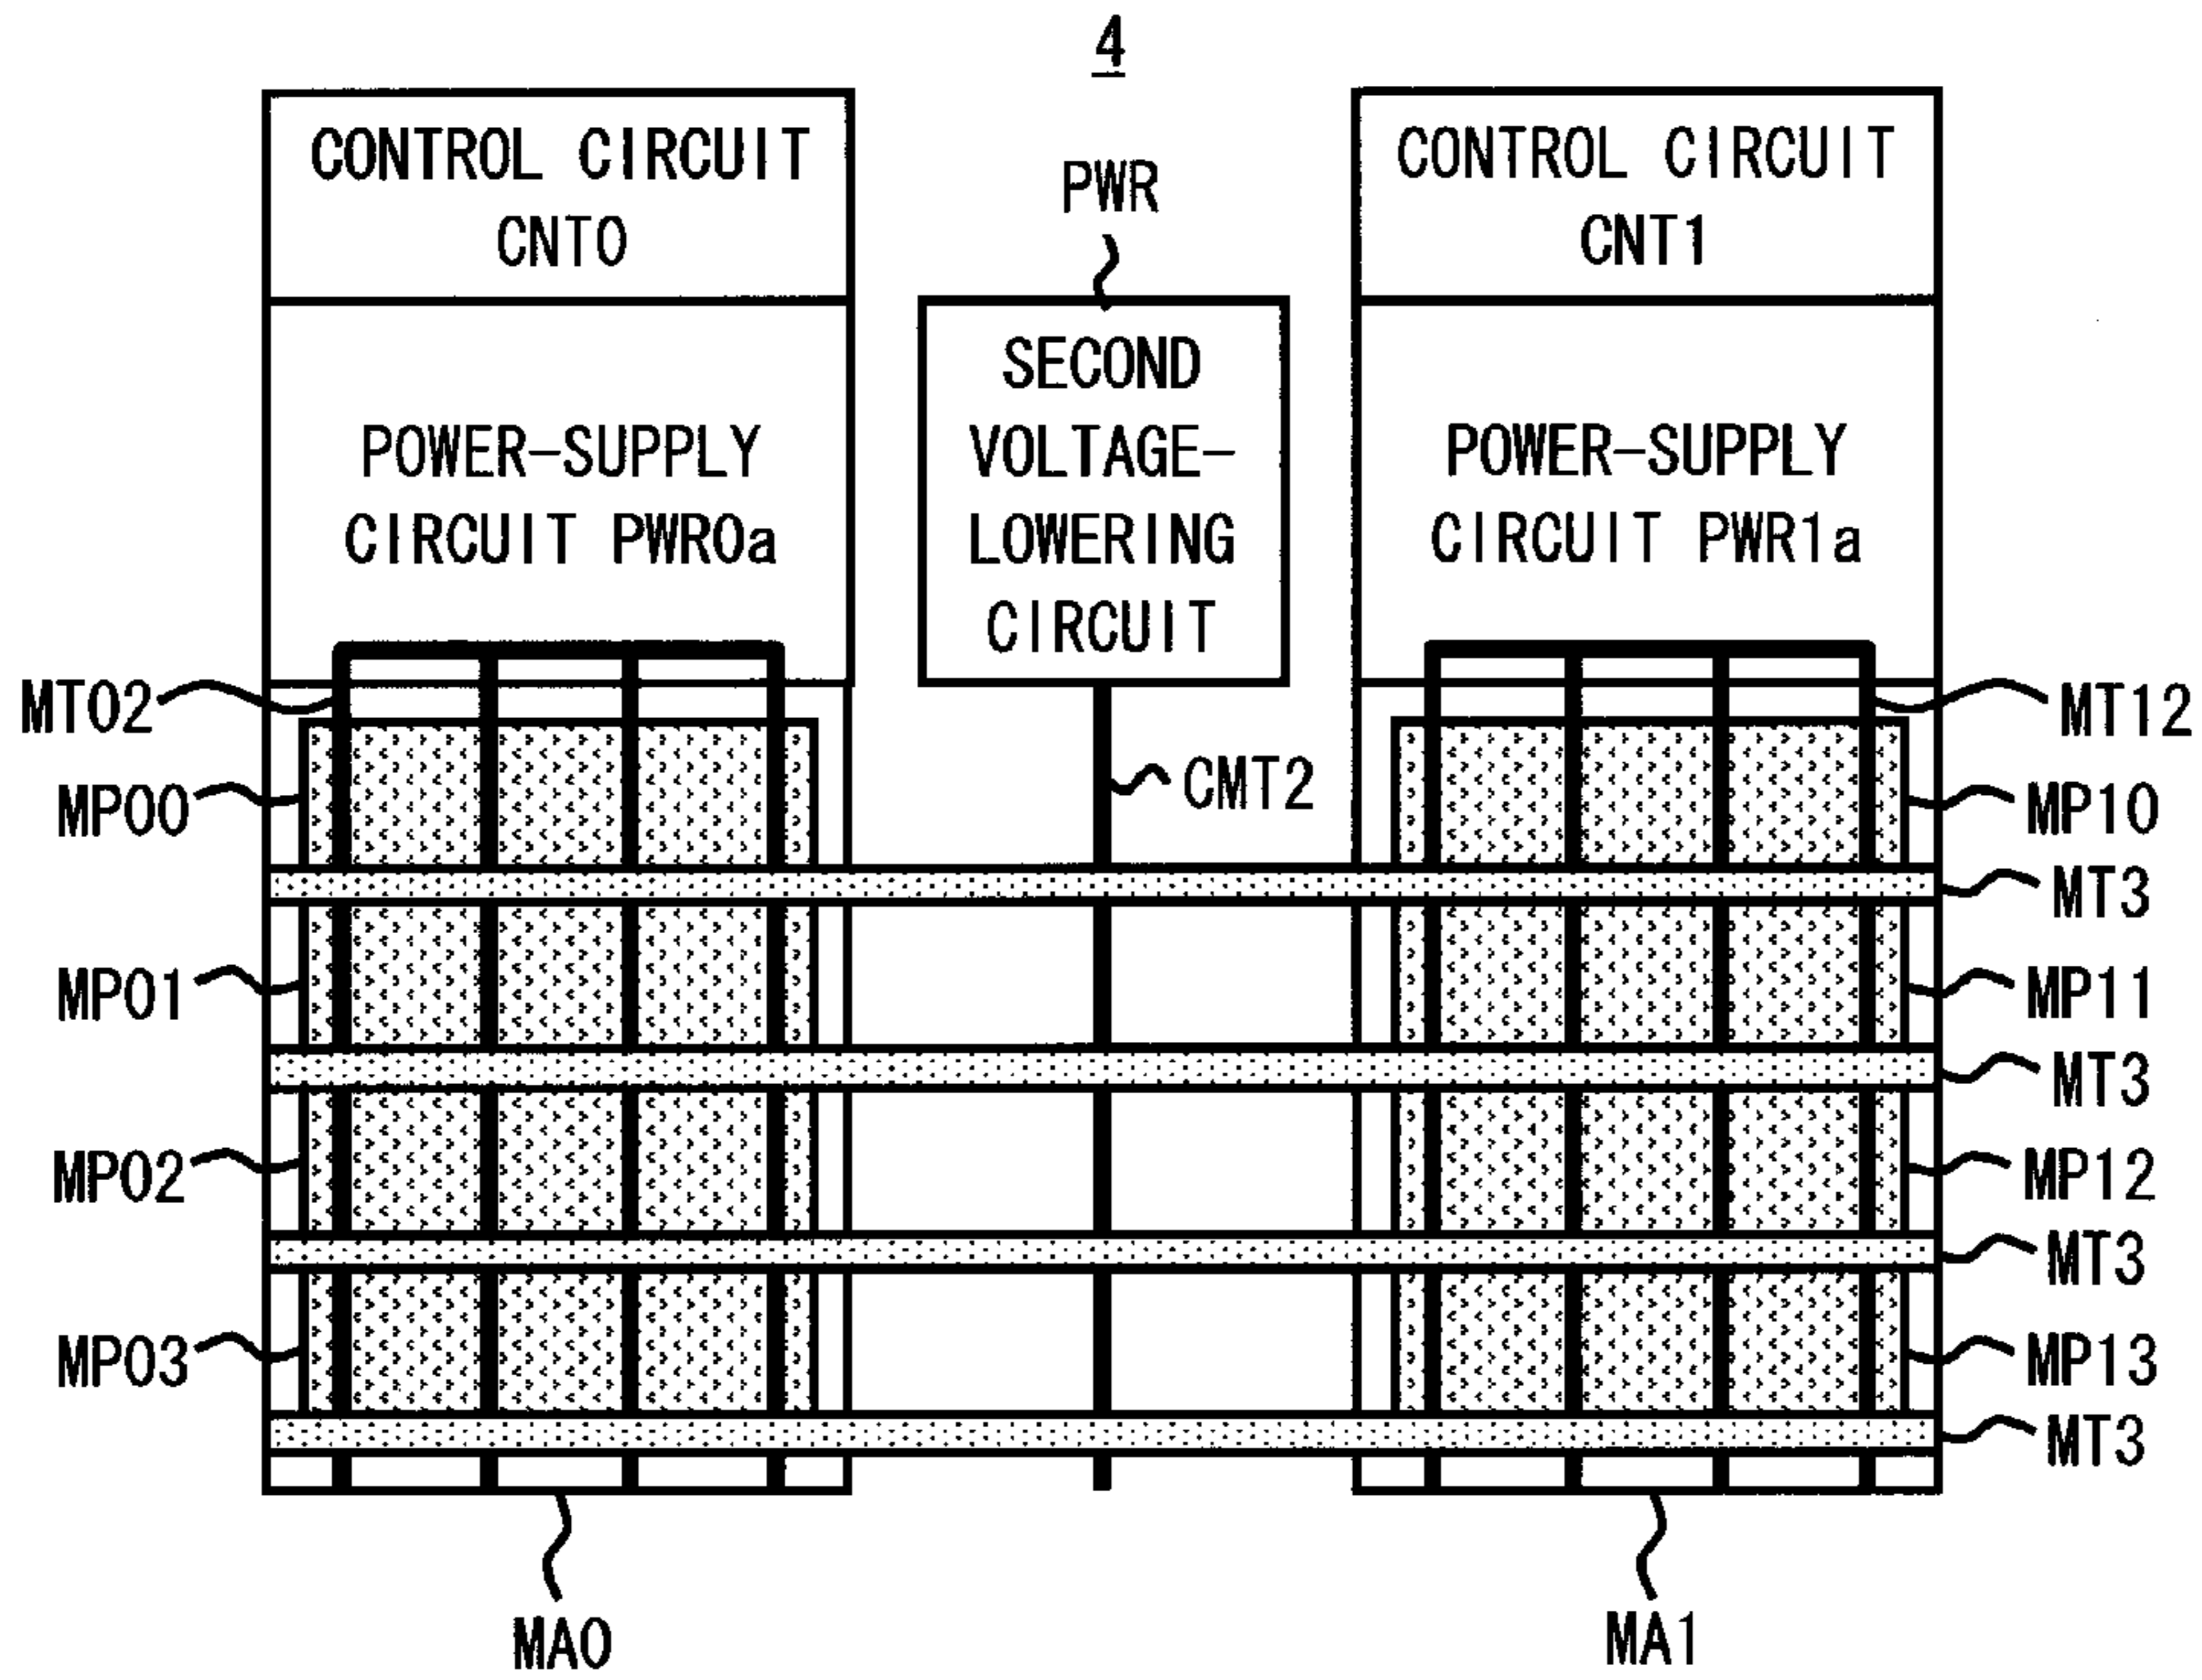 4
CONTROL CIRCUIT
CNT0
PWR
CONTROL CIRCUIT
CNT1
POWER-SUPPLY
CIRCUIT PWR0a
SECOND
VOLTAGE-
LOWERING
CIRCUIT
POWER-SUPPLY
CIRCUIT PWR1a
MT02
MT12
MP00
CMT2
MP10
MT3
MP01
MP11
MT3
MP02
MP12
MT3
MP03
MP13
MT3
MA0
MA1